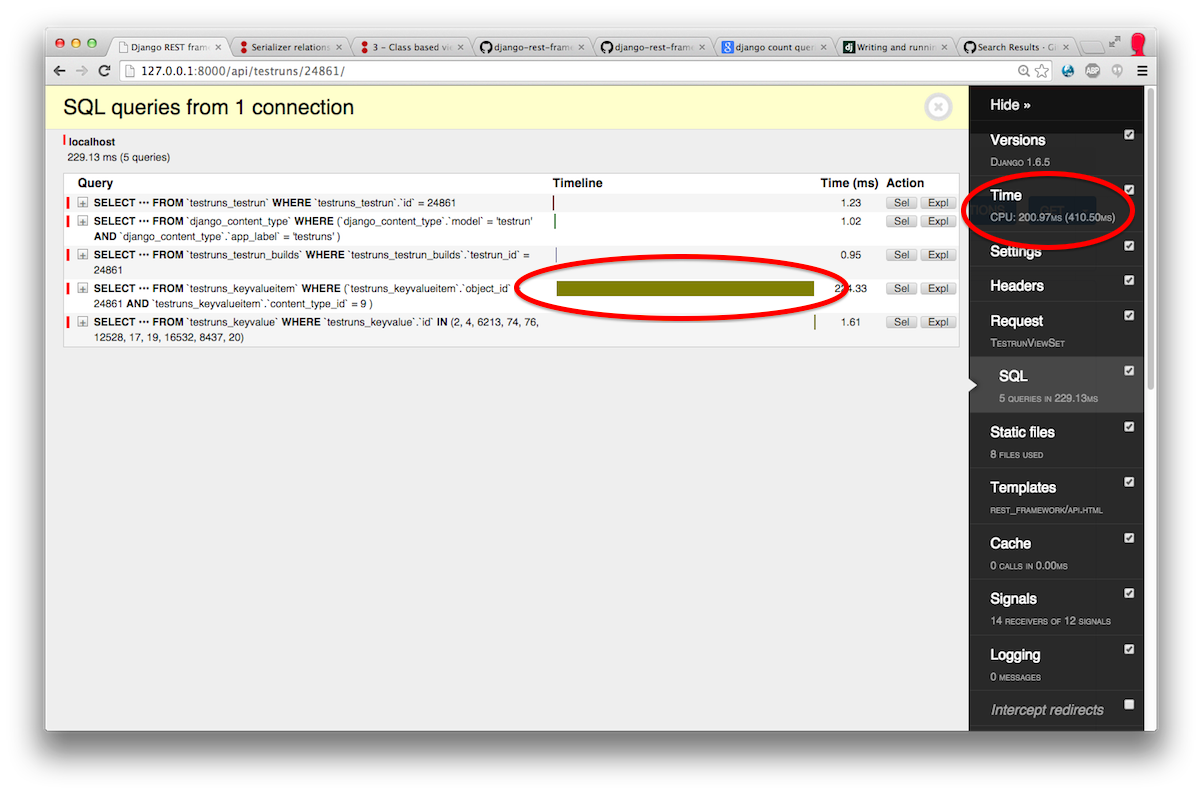 Django REST fram
Serializer relations
3 – Class based vi
django-rest-fram
django-rest-fram
django count que
Writing and runnin
Search Results · Gi
127.0.0.1:8000/api/testruns/24861/
ABP
SQL queries from 1 connection
localhost
229.13 ms (5 queries)
Query Timeline Time (ms) Action
+ SELECT ··· FROM `testruns_testrun` WHERE `testruns_testrun`.`id` = 24861 1.23 Sel Expl
+ SELECT ··· FROM `django_content_type` WHERE (`django_content_type`.`model` = 'testrun' 1.02 Sel Expl
AND `django_content_type`.`app_label` = 'testruns' )
+ SELECT ··· FROM `testruns_testrun_builds` WHERE `testruns_testrun_builds`.`testrun_id` = 0.95 Sel Expl
24861
+ SELECT ··· FROM `testruns_keyvalueitem` WHERE (`testruns_keyvalueitem`.`object_id` Sel Expl
24861 AND `testruns_keyvalueitem`.`content_type_id` = 9 )
+ SELECT ··· FROM `testruns_keyvalue` WHERE `testruns_keyvalue`.`id` IN (2, 4, 6213, 74, 76, 1.61 Sel Expl
12528, 17, 19, 16532, 8437, 20)
Hide »
Versions
Django 1.6.5
Time
CPU: 200.97ms (410.50ms)
Settings
Headers
Request
TestrunViewSet
SQL
5 queries in 229.13ms
Static files
8 files used
Templates
rest_framework/api.html
Cache
0 calls in 0.00ms
Signals
14 receivers of 12 signals
Logging
0 messages
Intercept redirects